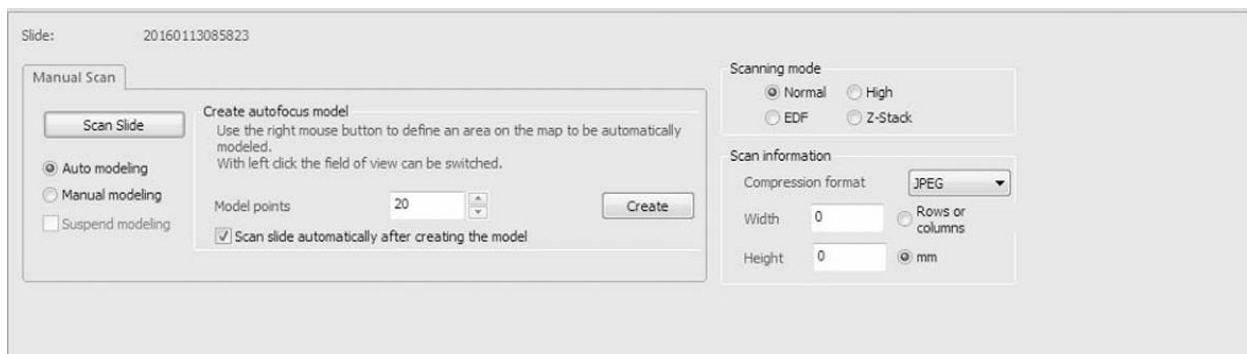 Slide: 20160113085823
Manual Scan
Scan Slide
Auto modeling
Manual modeling
Suspend modeling
Create autofocus model
Use the right mouse button to define an area on the map to be automatically
modeled.
With left click the field of view can be switched.
Model points 20 Create
Scan slide automatically after creating the model
Scanning mode
Normal High
EDF Z-Stack
Scan information
Compression format JPEG
Width 0 Rows or
columns
Height 0 mm